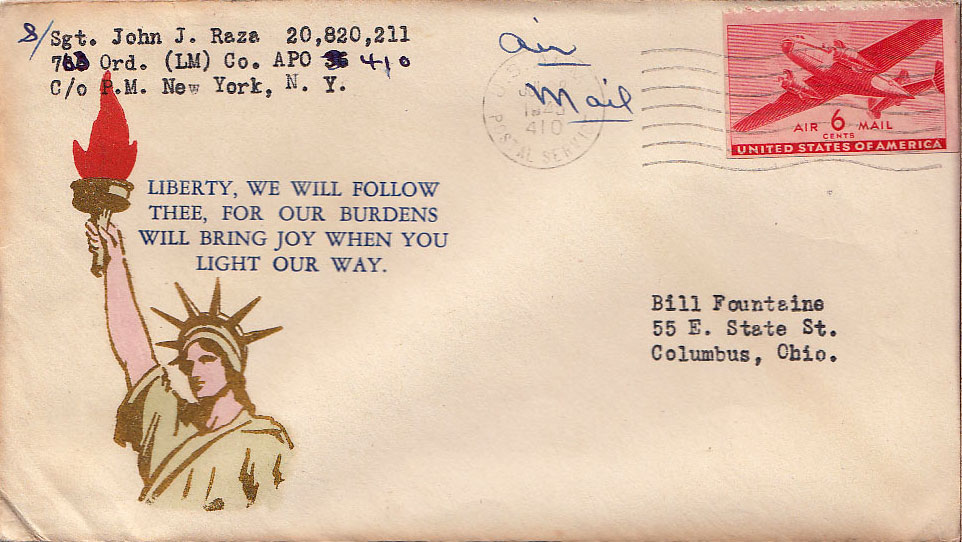 S/Sgt. John J. Raza 20,820,211
Ord. (LM) Co. APO 410
C/o P.M. New York, N. Y.
air
Mail
U.S.
410
POSTAL SERVICE
AIR 6 MAIL
CENTS
UNITED STATES OF AMERICA
LIBERTY, WE WILL FOLLOW
THEE, FOR OUR BURDENS
WILL BRING JOY WHEN YOU
LIGHT OUR WAY.
Bill Fountaine
55 E. State St.
Columbus, Ohio.